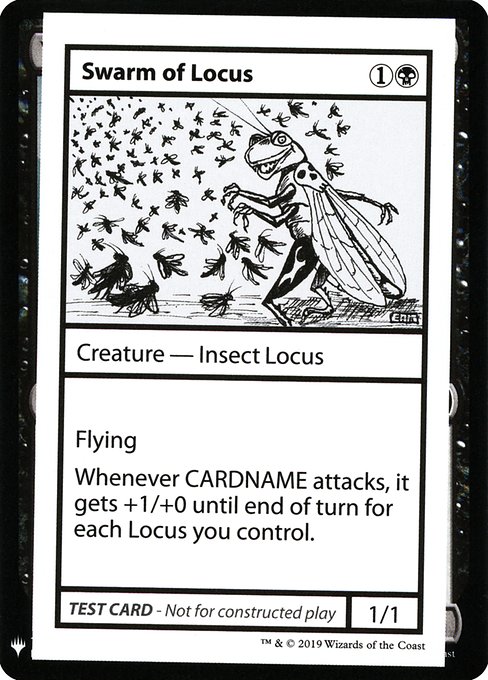 Swarm of Locus 1
EHM
Creature — Insect Locus
Flying
Whenever CARDNAME attacks, it
gets +1/+0 until end of turn for
each Locus you control.
TEST CARD - Not for constructed play 1/1
™ & © 2019 Wizards of the Coast
st